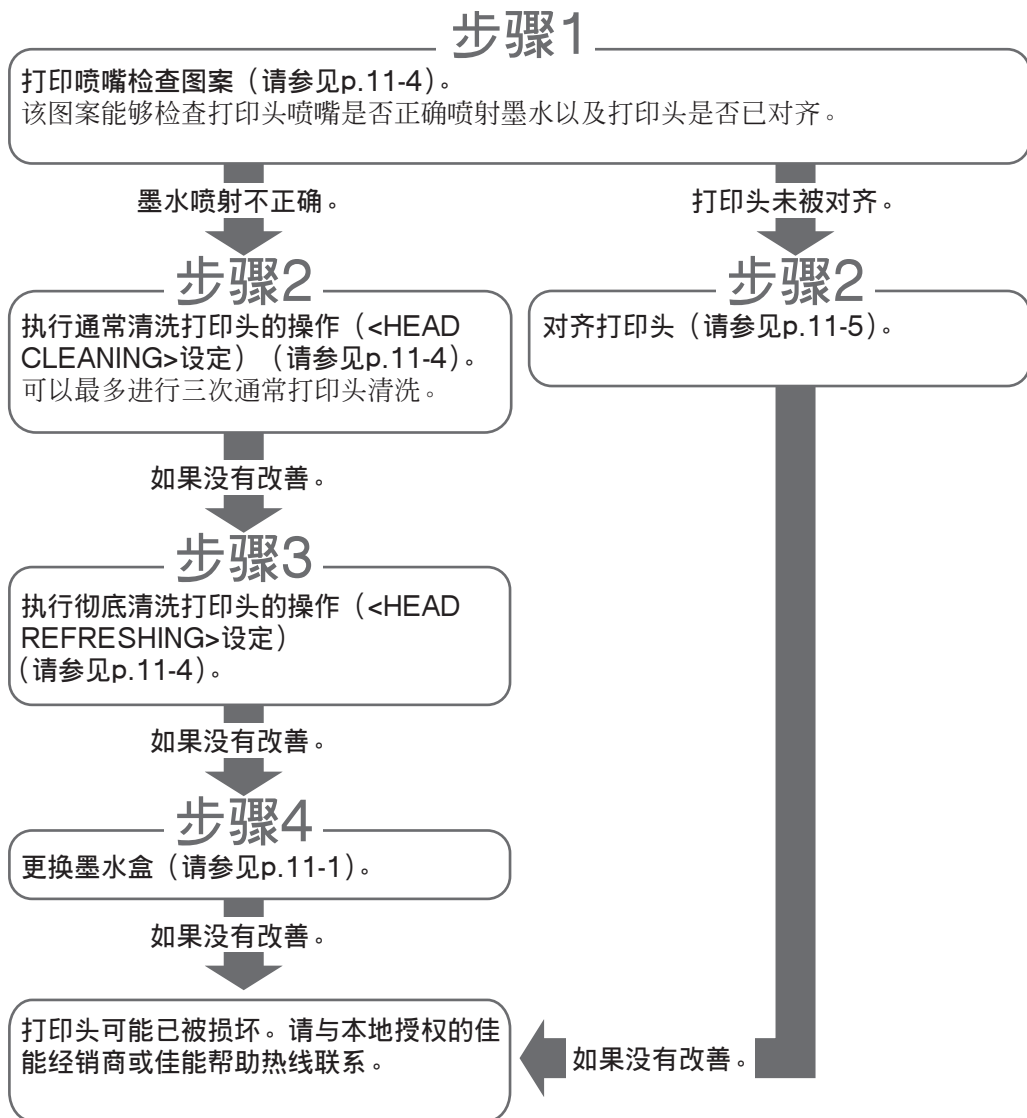 步骤1
打印喷嘴检查图案（请参见p.11-4）。
该图案能够检查打印头喷嘴是否正确喷射墨水以及打印头是否已对齐。
墨水喷射不正确。
打印头未被对齐。
步骤2
执行通常清洗打印头的操作（<HEAD
CLEANING>设定）（请参见p.11-4）。
可以最多进行三次通常打印头清洗。
步骤2
对齐打印头（请参见p.11-5）。
如果没有改善。
步骤3
执行彻底清洗打印头的操作（<HEAD
REFRESHING>设定）
（请参见p.11-4）。
如果没有改善。
步骤4
更换墨水盒（请参见p.11-1）。
如果没有改善。
打印头可能已被损坏。请与本地授权的佳
能经销商或佳能帮助热线联系。
如果没有改善。